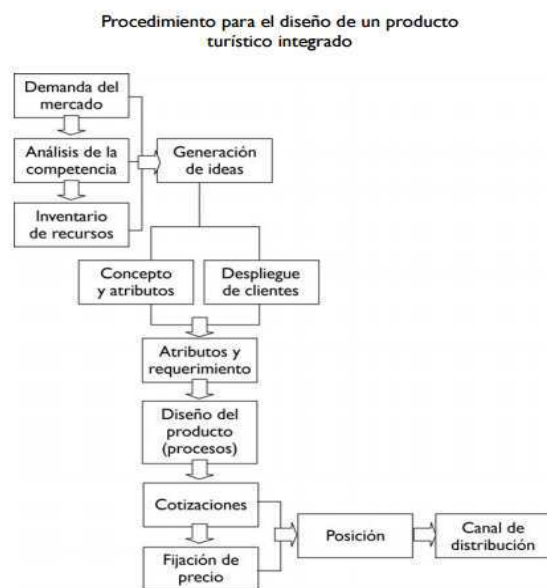 Procedimiento para el diseño de un producto
turístico integrado
Demanda del
mercado
Análisis de la
competencia
Generación
de ideas
Inventario
de recursos
Concepto
y atributos
Despliegue
de clientes
Atributos y
requerimiento
Diseño del
producto
(procesos)
Cotizaciones
Posición
Canal de
distribución
Fijación de
precio